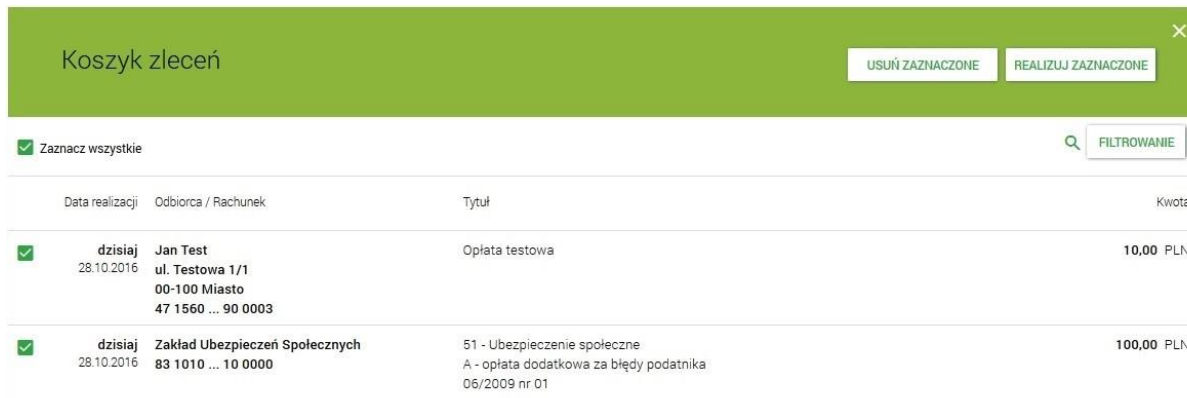 Koszyk zleceń
USUŃ ZAZNACZONE REALIZUJ ZAZNACZONE
Zaznacz wszystkie FILTROWANIE
Data realizacji Odbiorca / Rachunek Tytuł Kwota
dzisiaj Jan Test Opłata testowa 10,00 PLN
28.10.2016 ul. Testowa 1/1
00-100 Miasto
47 1560 ... 90 0003
dzisiaj Zakład Ubezpieczeń Społecznych 51 - Ubezpieczenie społeczne 100,00 PLN
28.10.2016 83 1010 ... 10 0000 A - opłata dodatkowa za błędy podatnika
06/2009 nr 01